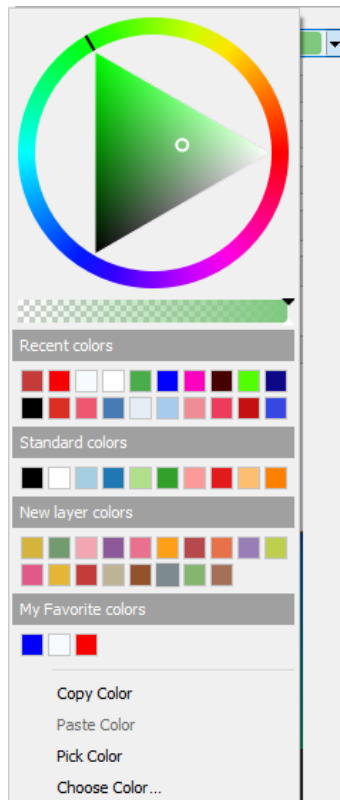 Recent colors
Standard colors
New layer colors
My Favorite colors
Copy Color
Paste Color
Pick Color
Choose Color...